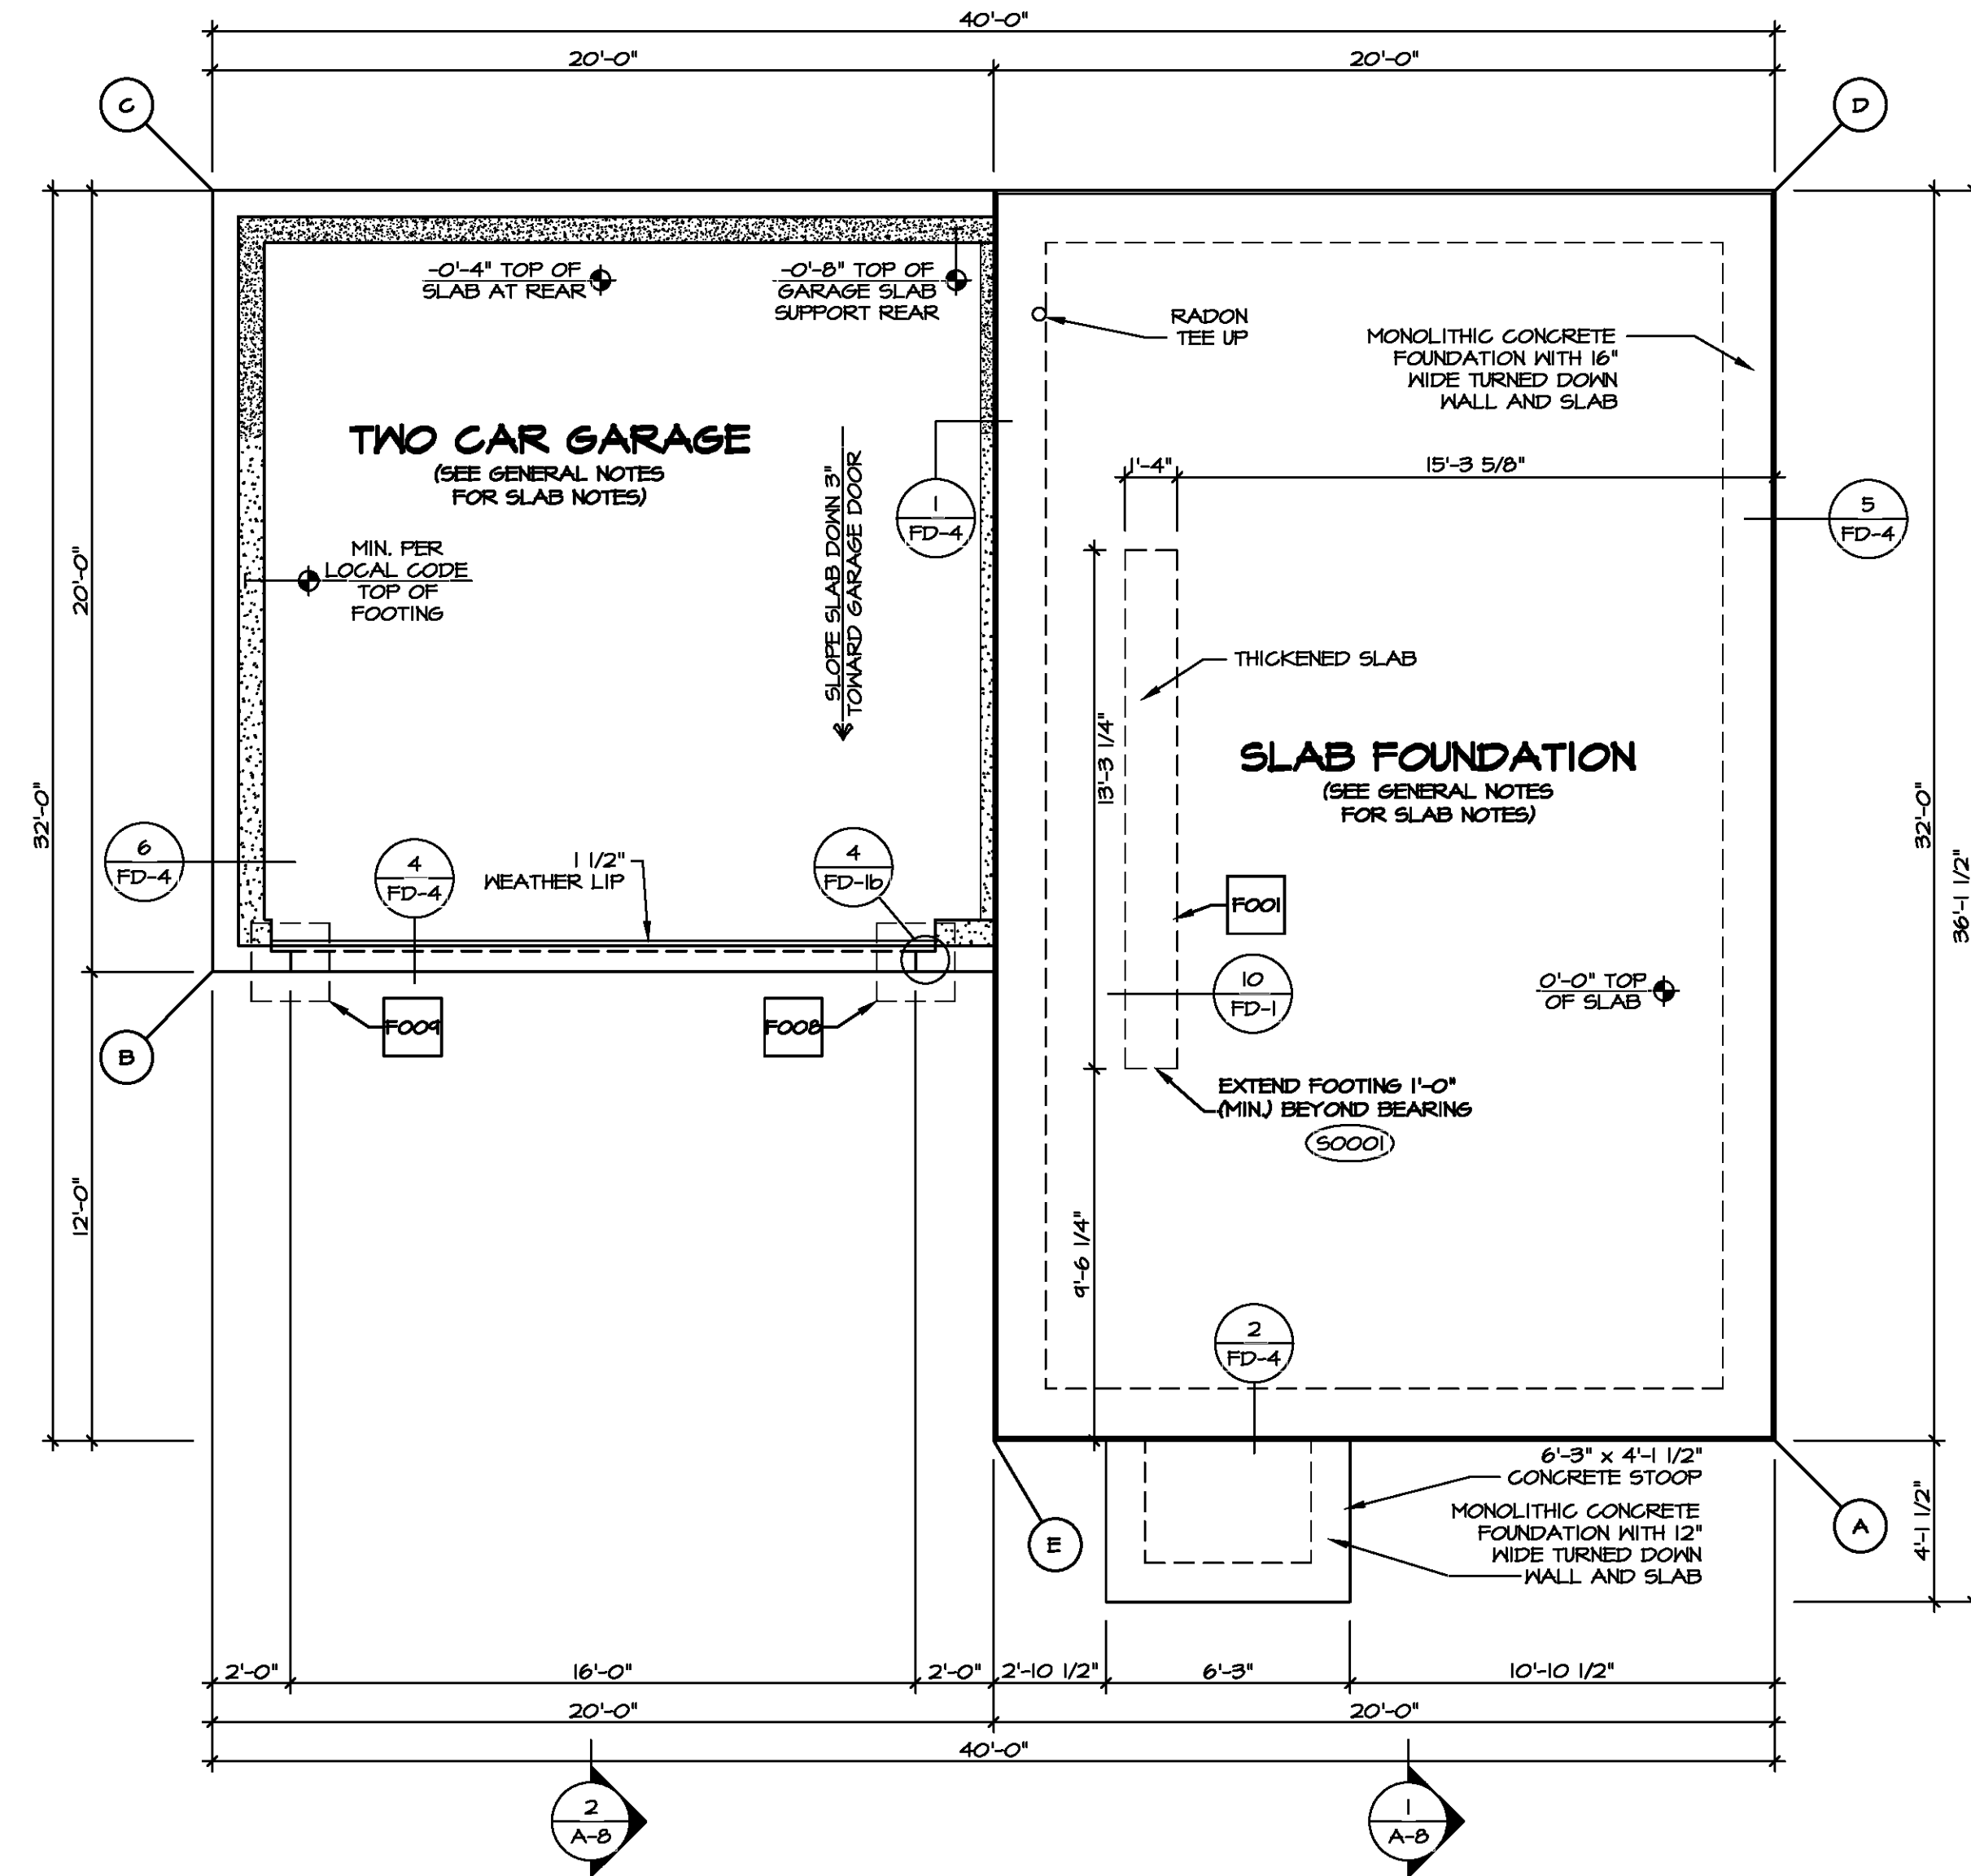 40'-0"
20'-0"
20'-0"
C
D
-0'-4" TOP OF
SLAB AT REAR
-0'-8" TOP OF
GARAGE SLAB
SUPPORT REAR
RADON
TEE UP
MONOLITHIC CONCRETE
FOUNDATION WITH 16"
WIDE TURNED DOWN
WALL AND SLAB
TWO CAR GARAGE
(SEE GENERAL NOTES
FOR SLAB NOTES)
SLOPE SLAB DOWN 3"
TOWARD GARAGE DOOR
1'-4"
15'-3 5/8"
1
FD-4
5
FD-4
MIN. PER
LOCAL CODE
TOP OF
FOOTING
20'-0"
32'-0"
THICKENED SLAB
13'-3 1/4"
SLAB FOUNDATION
(SEE GENERAL NOTES
FOR SLAB NOTES)
32'-0"
36'-1 1/2"
6
FD-4
4
FD-4
1 1/2"
WEATHER LIP
4
FD-1b
F001
10
FD-1
0'-0" TOP
OF SLAB
F009
F008
B
EXTEND FOOTING 1'-0"
(MIN.) BEYOND BEARING
S0001
12'-0"
9'-6 1/4"
2
FD-4
6'-3" x 4'-1 1/2"
CONCRETE STOOP
MONOLITHIC CONCRETE
FOUNDATION WITH 12"
WIDE TURNED DOWN
WALL AND SLAB
E
A
4'-1 1/2"
2'-0"
16'-0"
2'-0"
2'-10 1/2"
6'-3"
10'-10 1/2"
20'-0"
20'-0"
40'-0"
2
A-8
1
A-8